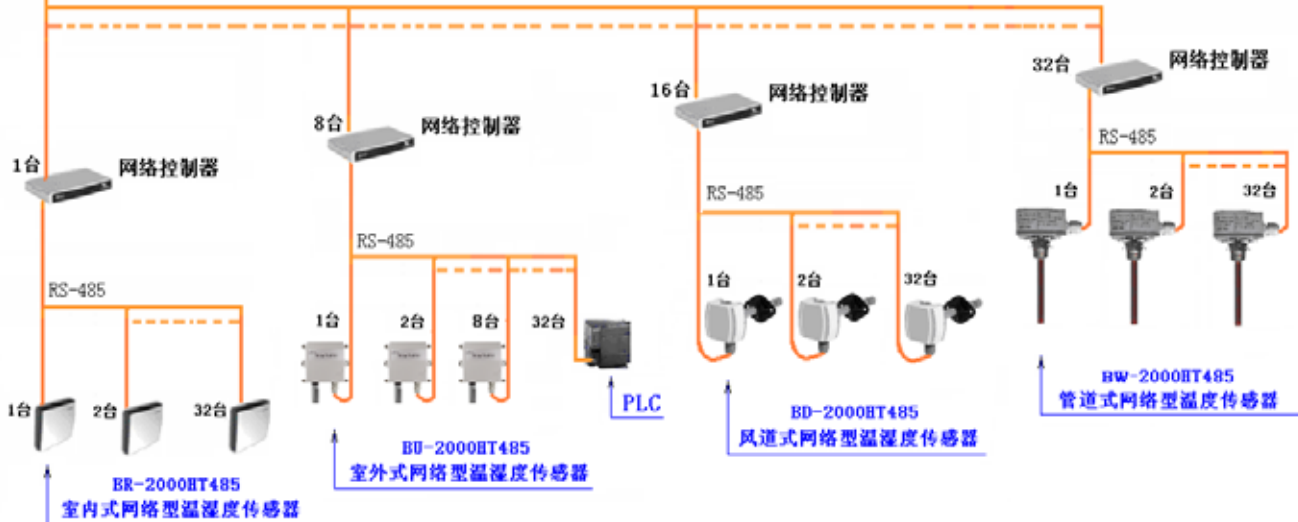 32台
网络控制器
16台
网络控制器
8台
网络控制器
1台
网络控制器
RS-485
1台
2台
32台
RS-485
1台
2台
32台
RS-485
1台
2台
8台
32台
RS-485
1台
2台
32台
BW-2000HT485
管道式网络型温度传感器
PLC
BD-2000HT485
风道式网络型温湿度传感器
BU-2000HT485
室外式网络型温湿度传感器
BR-2000HT485
室内式网络型温湿度传感器